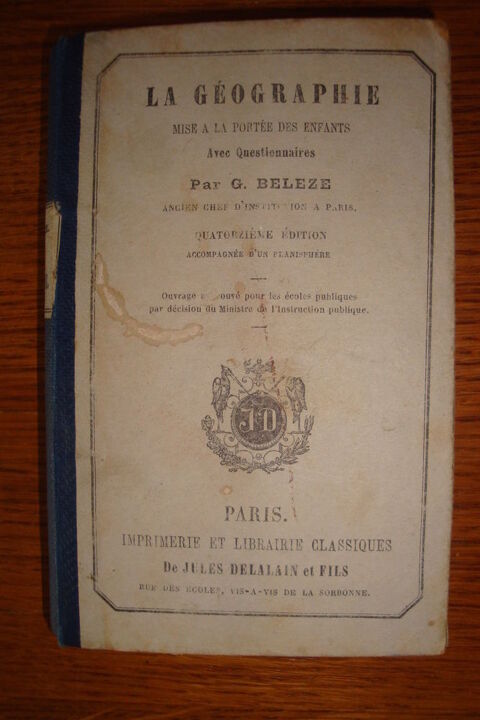 LA GÉOGRAPHIE
MISE A LA PORTÉE DES ENFANTS
Avec Questionnaires
Par G. BELEZE
ANCIEN CHEF D'INSTITUTION A PARIS.
QUATORZIÈME ÉDITION
ACCOMPAGNÉE D'UN PLANISPHÈRE
Ouvrage approuvé pour les écoles publiques
par décision du Ministre de l'Instruction publique.
JD
PARIS.
IMPRIMERIE ET LIBRAIRIE CLASSIQUES
De JULES DELALAIN et FILS
RUE DES ECOLES, VIS-A-VIS DE LA SORBONNE.